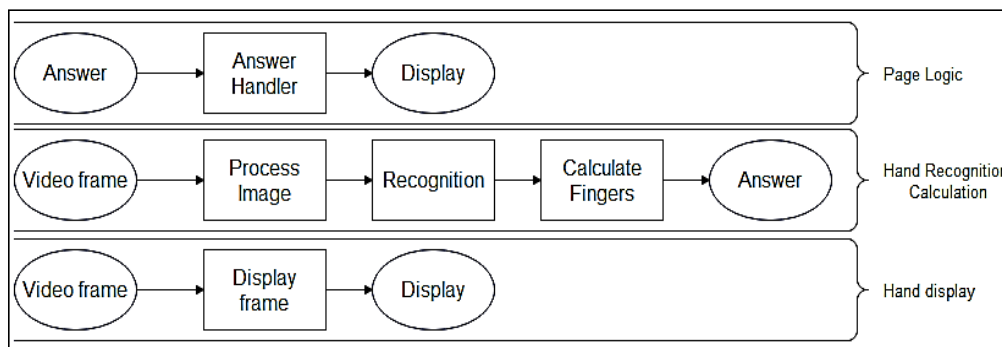 Answer
Answer
Handler
Display
Page Logic
Video frame
Process
Image
Recognition
Calculate
Fingers
Answer
Hand Recognition
Calculation
Video frame
Display
frame
Display
Hand display